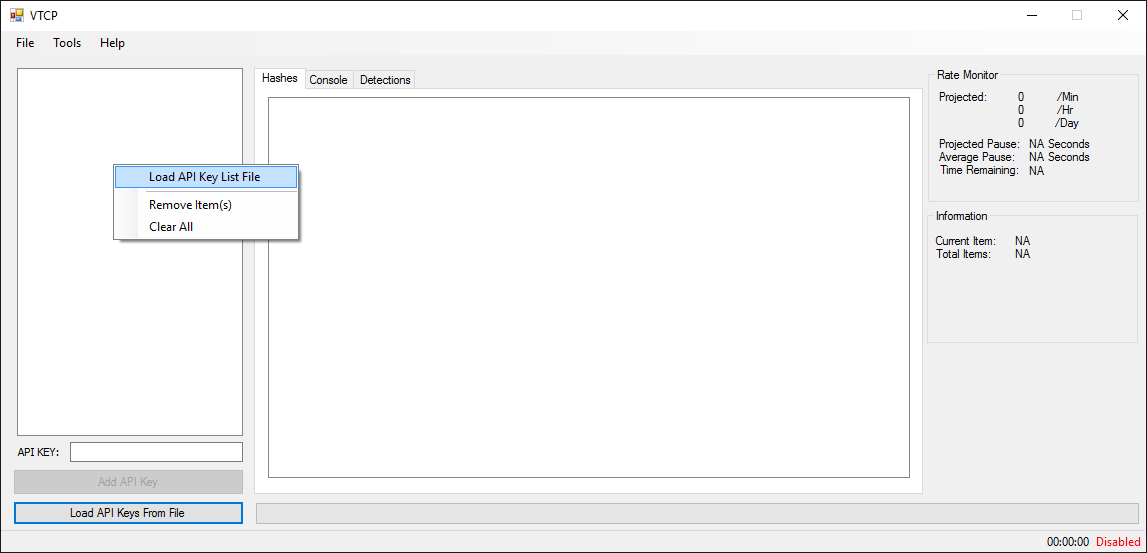 VTCP
File Tools Help
Hashes Console Detections
Load API Key List File
Remove Item(s)
Clear All
API KEY:
Add API Key
Load API Keys From File
Rate Monitor
Projected: 0 /Min
0 /Hr
0 /Day
Projected Pause: NA Seconds
Average Pause: NA Seconds
Time Remaining: NA
Information
Current Item: NA
Total Items: NA
00:00:00 Disabled